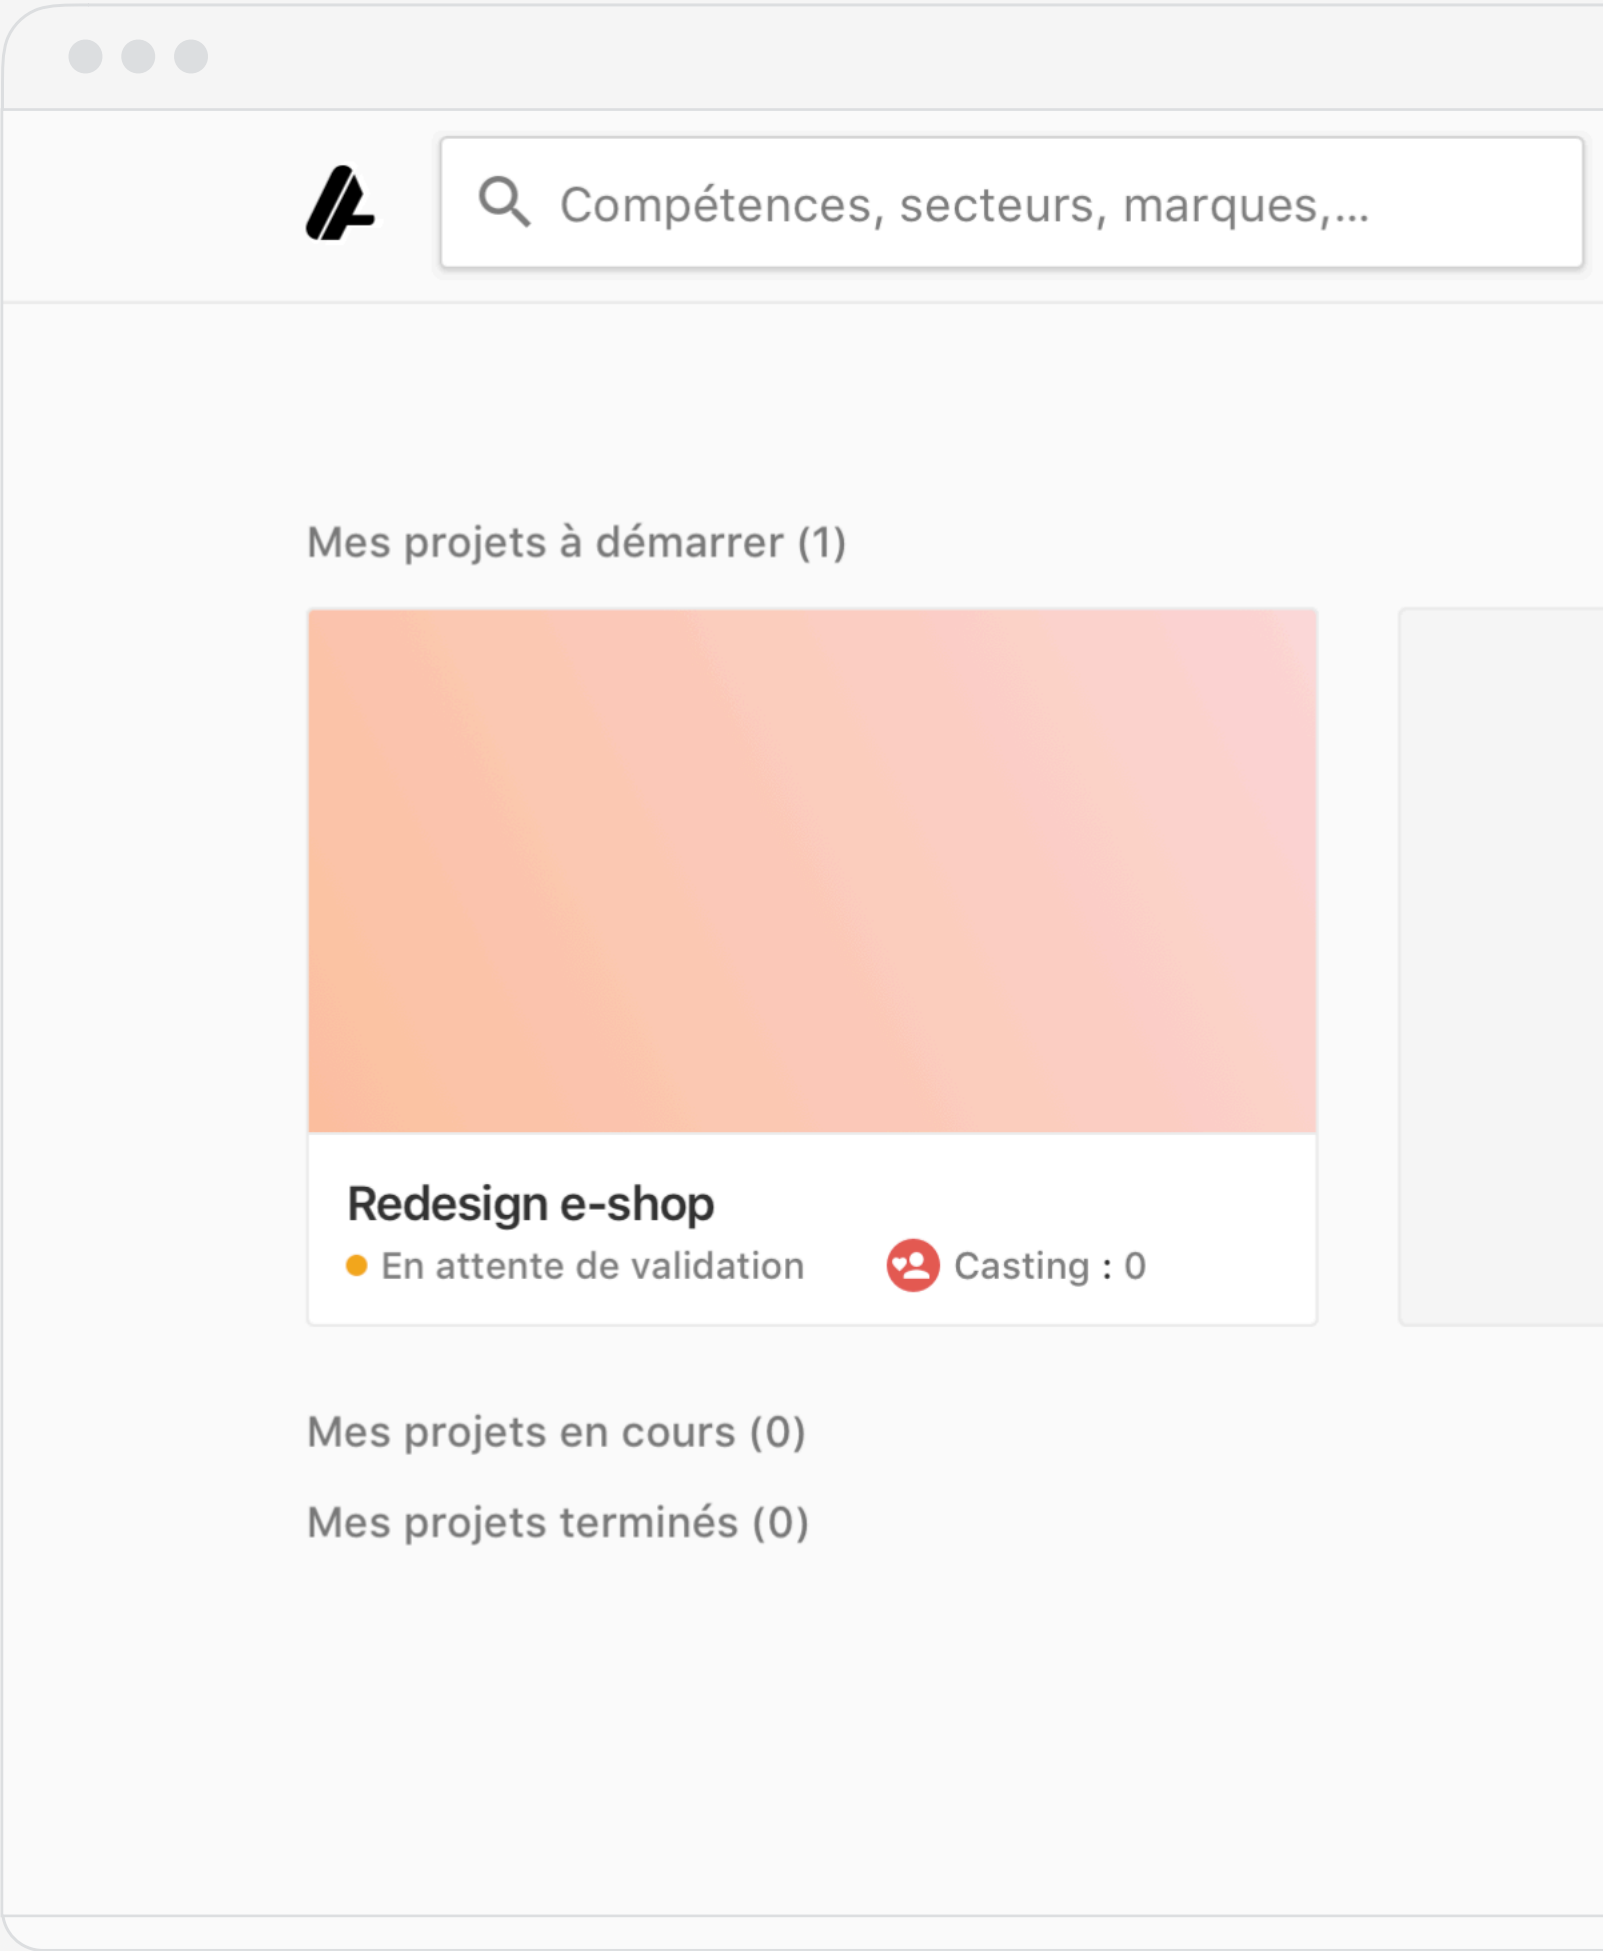 Compétences, secteurs, marques,...
Mes projets à démarrer (1)
Redesign e-shop
En attente de validation
Casting : 0
Mes projets en cours (0)
Mes projets terminés (0)